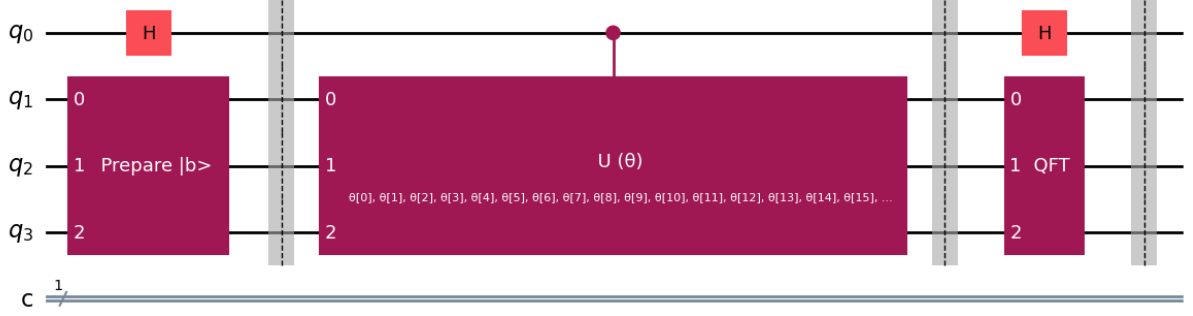 q0 H H
q1 0 0 0
q2 1 Prepare |b> 1 U (θ) 1 QFT
θ[0], θ[1], θ[2], θ[3], θ[4], θ[5], θ[6], θ[7], θ[8], θ[9], θ[10], θ[11], θ[12], θ[13], θ[14], θ[15], ...
q3 2 2 2
1
c